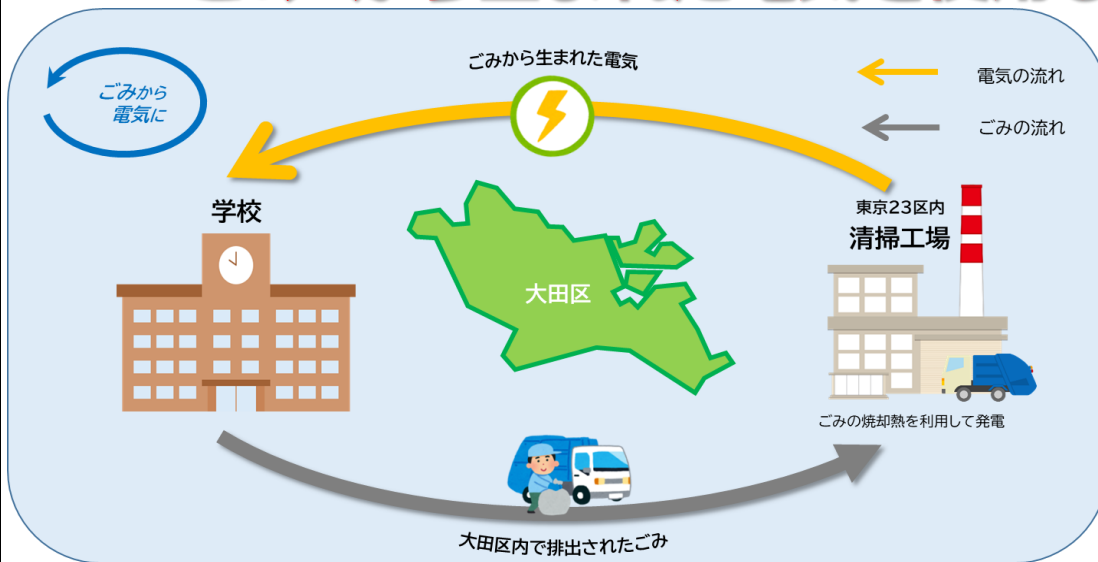 ごみから
電気に
ごみから生まれた電気
電気の流れ
ごみの流れ
学校
東京23区内
清掃工場
大田区
ごみの焼却熱を利用して発電
大田区内で排出されたごみ